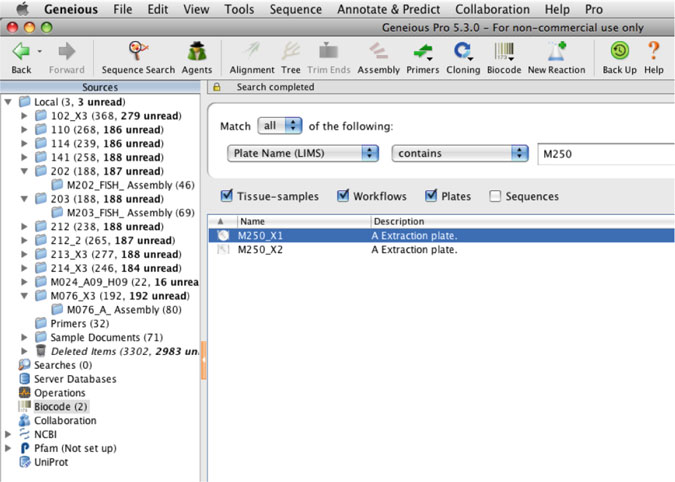 Geneious File Edit View Tools Sequence Annotate & Predict Collaboration Help Pro
Geneious Pro 5.3.0 - For non-commercial use only
Back Forward Sequence Search Agents Alignment Tree Trim Ends Assembly Primers Cloning Biocode New Reaction Back Up Help
Sources
Search completed
Local (3, 3 unread)
102_X3 (368, 279 unread)
110 (268, 186 unread)
114 (239, 186 unread)
141 (258, 188 unread)
202 (188, 187 unread)
M202_FISH_ Assembly (46)
203 (188, 188 unread)
M203_FISH_ Assembly (69)
212 (238, 188 unread)
212_2 (265, 187 unread)
213_X3 (277, 188 unread)
214_X3 (246, 184 unread)
M024_A09_H09 (22, 16 unrea
M076_X3 (192, 192 unread)
M076_A_ Assembly (80)
Primers (32)
Sample Documents (71)
Deleted Items (3302, 2983 un
Searches (0)
Server Databases
Operations
Biocode (2)
Collaboration
NCBI
Pfam (Not set up)
UniProt
Match all of the following:
Plate Name (LIMS) contains M250
Tissue-samples Workflows Plates Sequences
Name Description
M250_X1 A Extraction plate.
M250_X2 A Extraction plate.